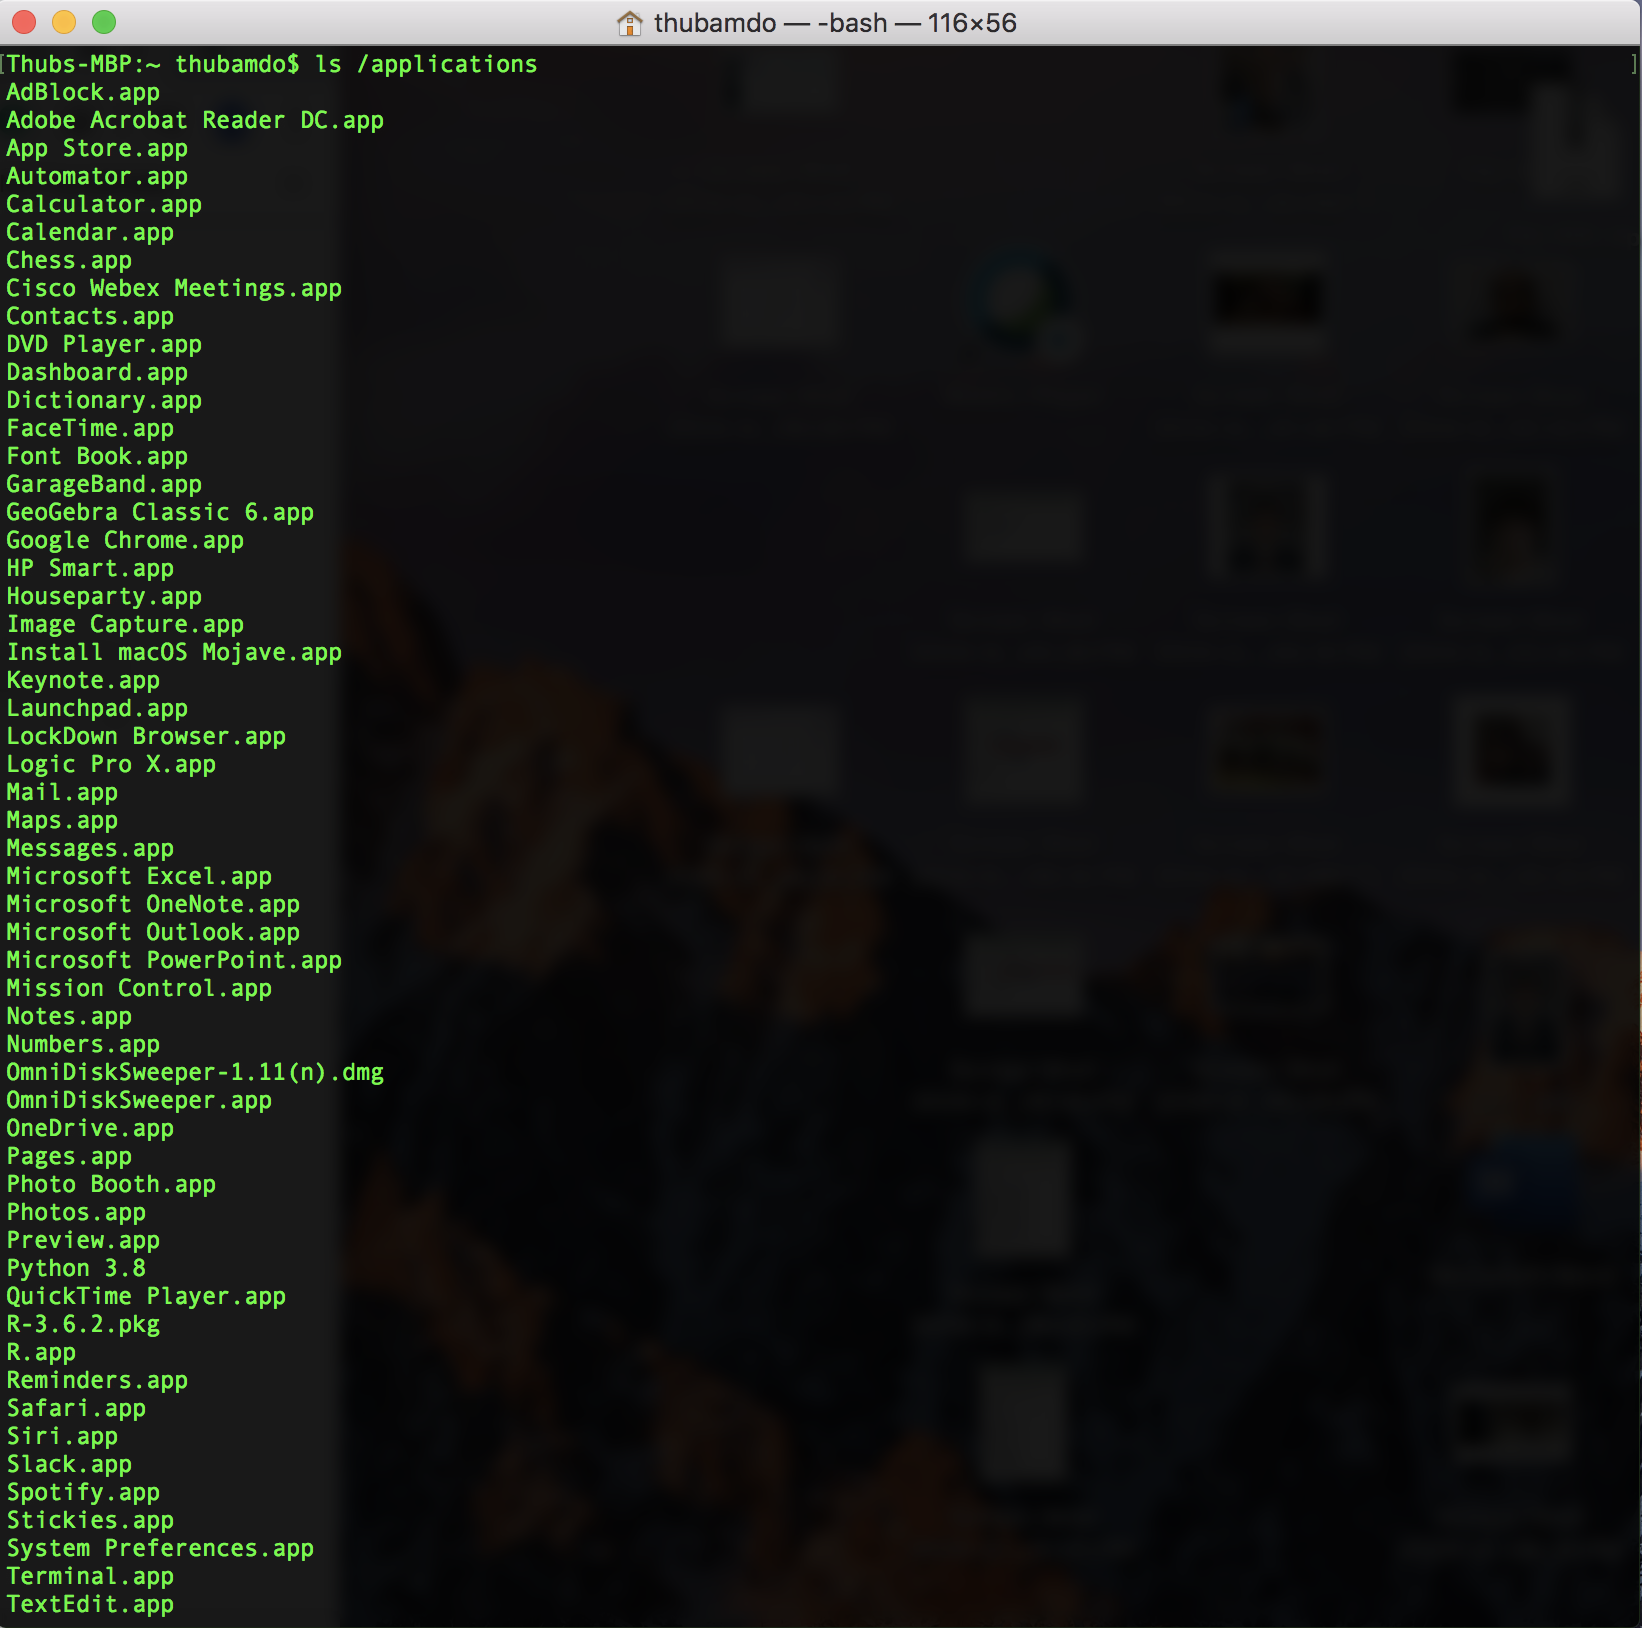 thubamdo — -bash — 116×56
[Thubs-MBP:~ thubamdo$ ls /applications ]
AdBlock.app
Adobe Acrobat Reader DC.app
App Store.app
Automator.app
Calculator.app
Calendar.app
Chess.app
Cisco Webex Meetings.app
Contacts.app
DVD Player.app
Dashboard.app
Dictionary.app
FaceTime.app
Font Book.app
GarageBand.app
GeoGebra Classic 6.app
Google Chrome.app
HP Smart.app
Houseparty.app
Image Capture.app
Install macOS Mojave.app
Keynote.app
Launchpad.app
LockDown Browser.app
Logic Pro X.app
Mail.app
Maps.app
Messages.app
Microsoft Excel.app
Microsoft OneNote.app
Microsoft Outlook.app
Microsoft PowerPoint.app
Mission Control.app
Notes.app
Numbers.app
OmniDiskSweeper-1.11(n).dmg
OmniDiskSweeper.app
OneDrive.app
Pages.app
Photo Booth.app
Photos.app
Preview.app
Python 3.8
QuickTime Player.app
R-3.6.2.pkg
R.app
Reminders.app
Safari.app
Siri.app
Slack.app
Spotify.app
Stickies.app
System Preferences.app
Terminal.app
TextEdit.app